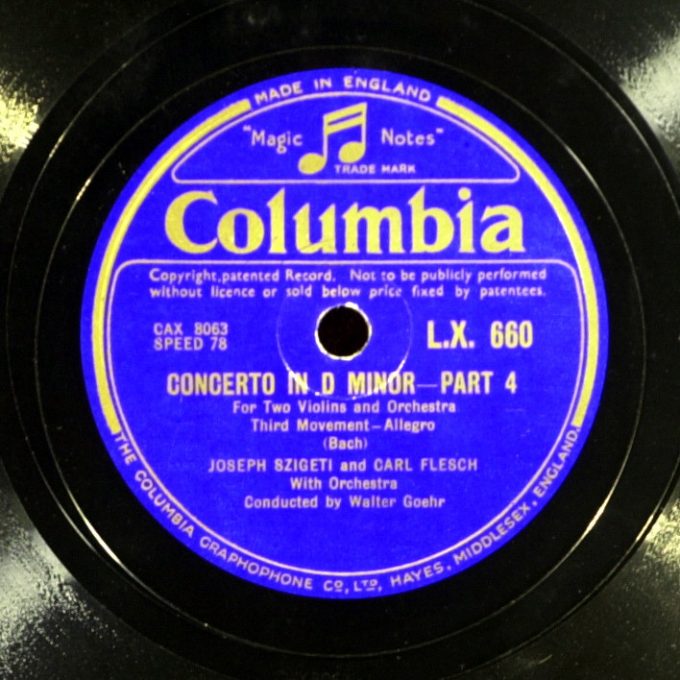 MADE IN ENGLAND
"Magic Notes"
TRADE MARK
Columbia
Copyright, patented Record. Not to be publicly performed
without licence or sold below price fixed by patentees.
CAX 8063
SPEED 78
L.X. 660
CONCERTO IN D MINOR—PART 4
For Two Violins and Orchestra
Third Movement—Allegro
(Bach)
JOSEPH SZIGETI and CARL FLESCH
With Orchestra
Conducted by Walter Goehr
THE COLUMBIA GRAPHOPHONE CO, LTD, HAYES, MIDDLESEX, ENGLAND.